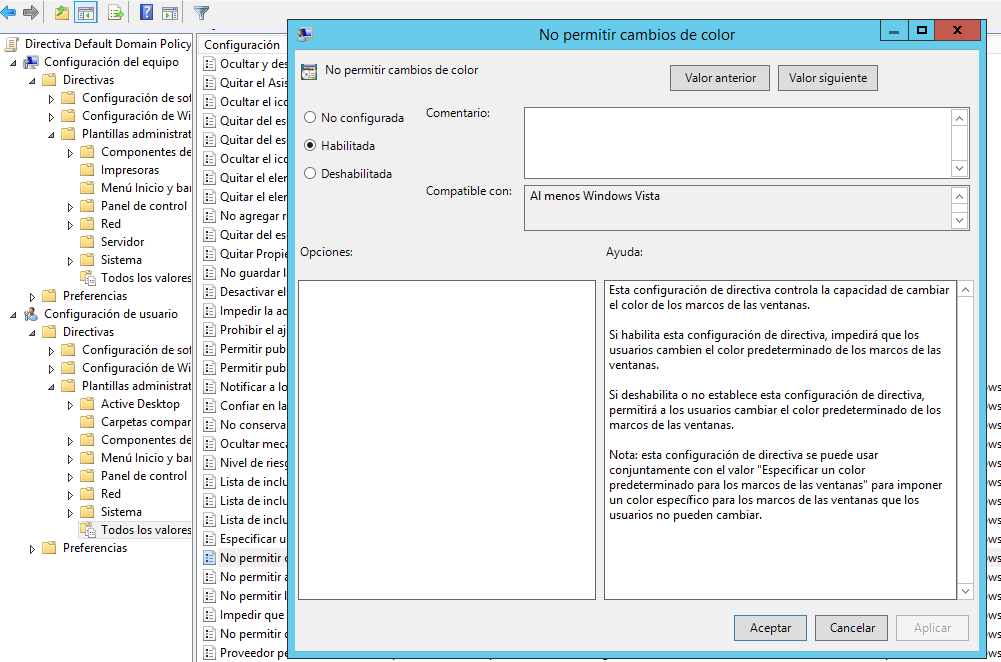 Directiva Default Domain Policy
Configuración del equipo
Directivas
Configuración de sof
Configuración de Wi
Plantillas administrat
Componentes de
Impresoras
Menú Inicio y bar
Panel de control
Red
Servidor
Sistema
Todos los valores
Preferencias
Configuración de usuario
Directivas
Configuración de sof
Configuración de Wi
Plantillas administrat
Active Desktop
Carpetas compar
Componentes de
Menú Inicio y bar
Panel de control
Red
Sistema
Todos los valores
Preferencias
Configuración
Ocultar y des
Quitar el Asis
Ocultar el ico
Quitar del es
Quitar del es
Ocultar el ico
Quitar el eler
Quitar el eler
No agregar r
Quitar del es
Quitar Propie
No guardar l
Desactivar el
Impedir la ac
Prohibir el aj
Permitir pub
Permitir pub
Notificar a lo
Confiar en la
No conserva
Ocultar meca
Nivel de riesg
Lista de inclu
Lista de inclu
Lista de inclu
Especificar u
No permitir c
No permitir a
No permitir l
Impedir que
No permitir c
Proveedor pe
No permitir cambios de color
No permitir cambios de color
Valor anterior
Valor siguiente
No configurada
Habilitada
Deshabilitada
Comentario:
Compatible con:
Al menos Windows Vista
Opciones:
Ayuda:
Esta configuración de directiva controla la capacidad de cambiar
el color de los marcos de las ventanas.
Si habilita esta configuración de directiva, impedirá que los
usuarios cambien el color predeterminado de los marcos de las
ventanas.
Si deshabilita o no establece esta configuración de directiva,
permitirá a los usuarios cambiar el color predeterminado de los
marcos de las ventanas.
Nota: esta configuración de directiva se puede usar
conjuntamente con el valor "Especificar un color
predeterminado para los marcos de las ventanas" para imponer
un color específico para los marcos de las ventanas que los
usuarios no pueden cambiar.
Aceptar
Cancelar
Aplicar